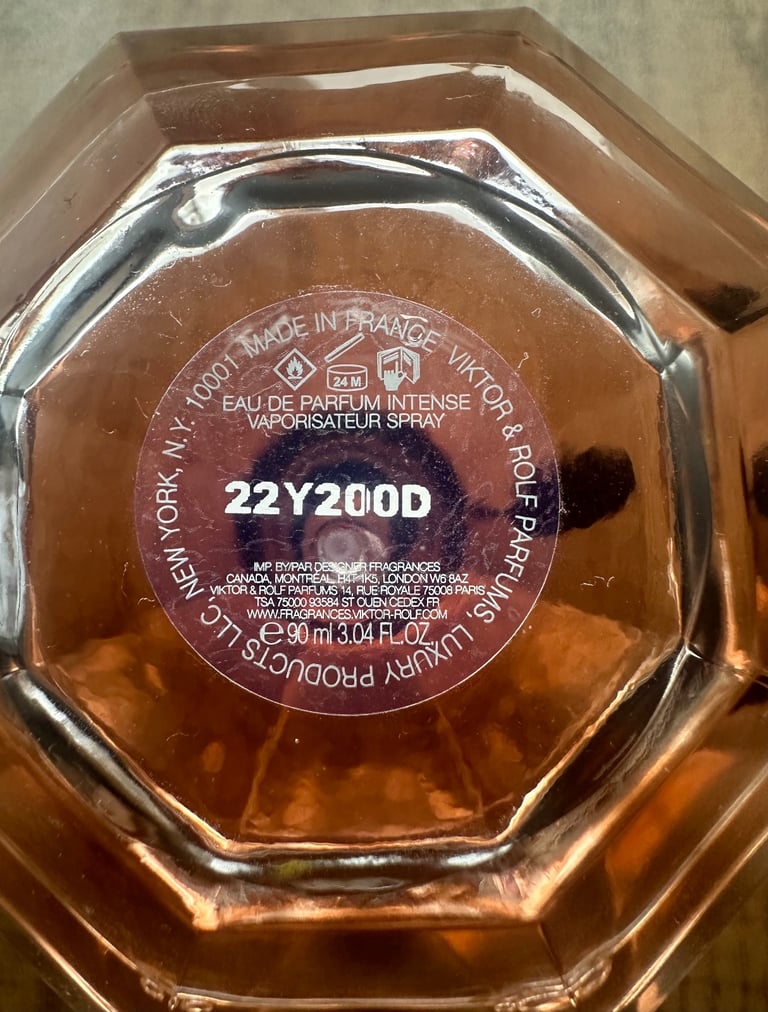 MADE IN FRANCE VIKTOR & ROLF PARFUMS, LUXURY PRODUCTS LLC, NEW YORK, N.Y. 10001
24 M
EAU DE PARFUM INTENSE
VAPORISATEUR SPRAY
22Y200D
IMP. BY/PAR DESIGNER FRAGRANCES
CANADA, MONTRÉAL, H4T 1K5, LONDON W6 8AZ
VIKTOR & ROLF PARFUMS 14, RUE ROYALE 75008 PARIS
TSA 75000 93584 ST OUEN CEDEX FR
WWW.FRAGRANCES.VIKTOR-ROLF.COM
℮ 90 ml 3.04 FL.OZ